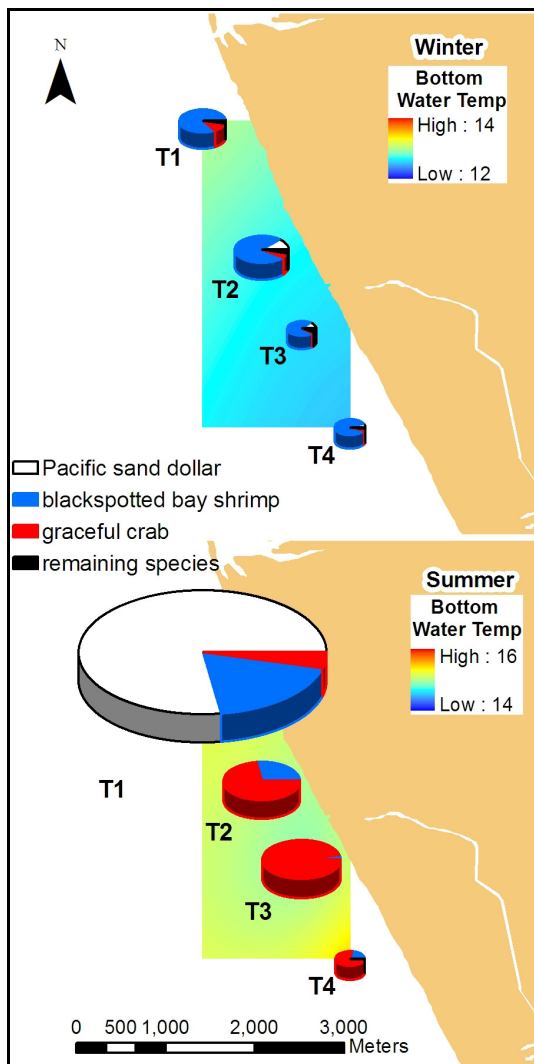 N
Winter
Bottom
Water Temp
High : 14
Low : 12
T1
T2
T3
T4
Pacific sand dollar
blackspotted bay shrimp
graceful crab
remaining species
Summer
Bottom
Water Temp
High : 16
Low : 14
T1
T2
T3
T4
0 500 1,000 2,000 3,000
Meters